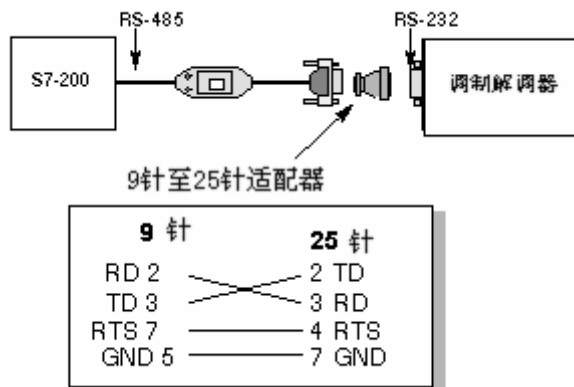 RS-485
RS-232
S7-200
调制解调器
9针至25针适配器
9 针 25 针
RD 2 2 TD
TD 3 3 RD
RTS 7 4 RTS
GND 5 7 GND